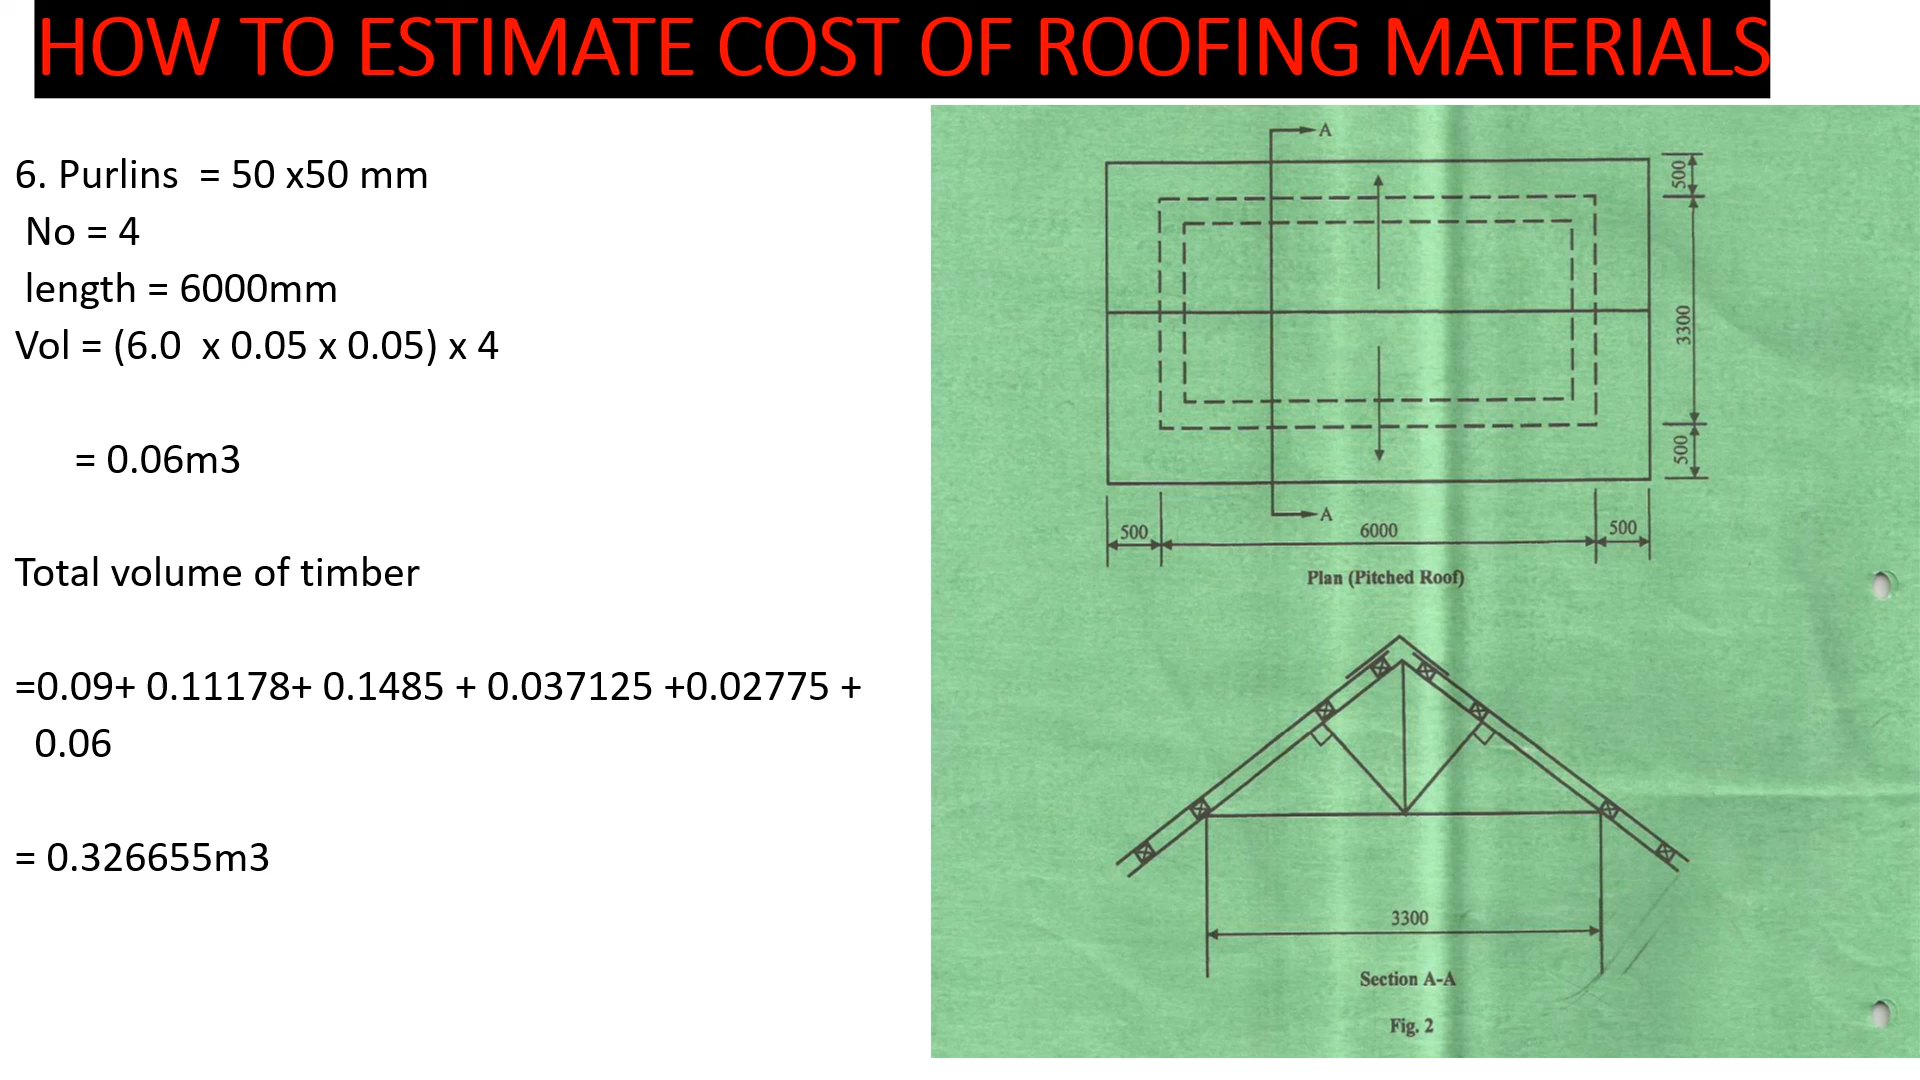 HOW TO ESTIMATE COST OF ROOFING MATERIALS
6. Purlins = 50 x50 mm
No = 4
length = 6000mm
Vol = (6.0 x 0.05 x 0.05) x 4
= 0.06m3
Total volume of timber
=0.09+ 0.11178+ 0.1485 + 0.037125 +0.02775 +
0.06
= 0.326655m3
A
500
3300
500
A
500
6000
500
Plan (Pitched Roof)
3300
Section A-A
Fig. 2